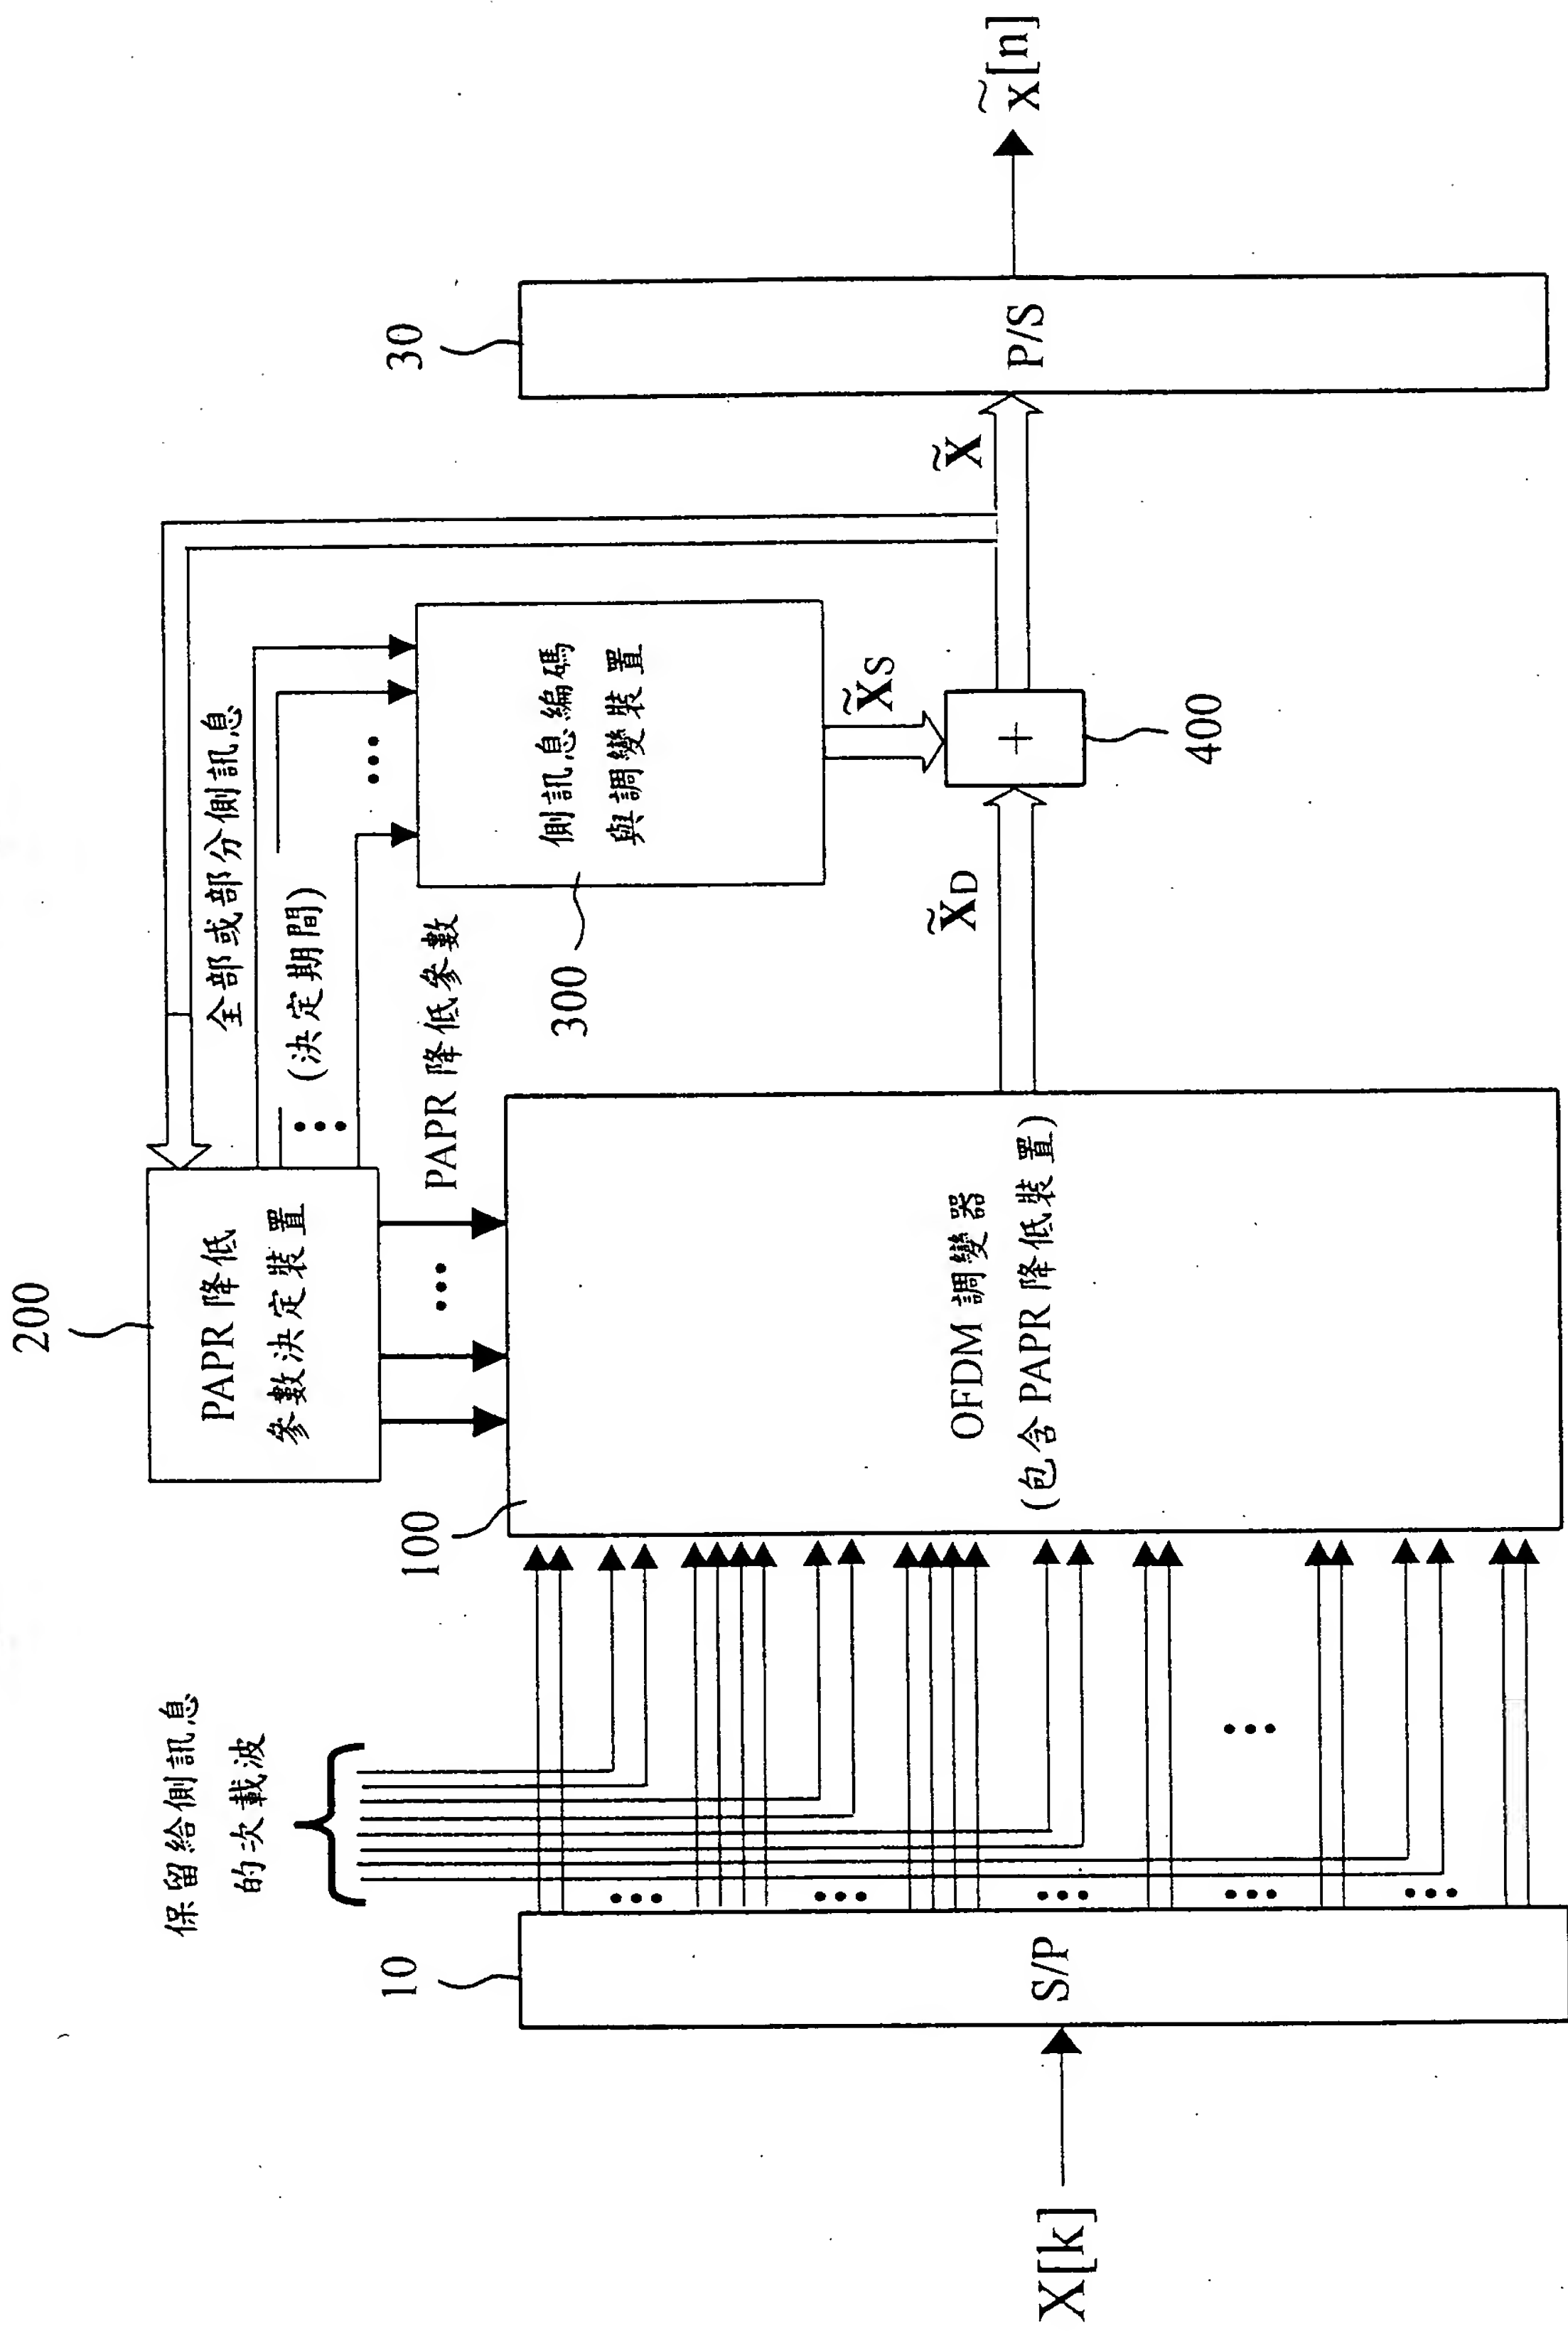 X[k]
10
S/P
保留給側訊息
的次載波
100
OFDM 調變器
(包含 PAPR 降低裝置)
200
PAPR 降低
參數決定裝置
PAPR 降低參數
全部或部分側訊息
(決定期間)
300
側訊息編碼
與調變裝置
X̃S
X̃D
+
400
X̃
30
P/S
x̃[n]